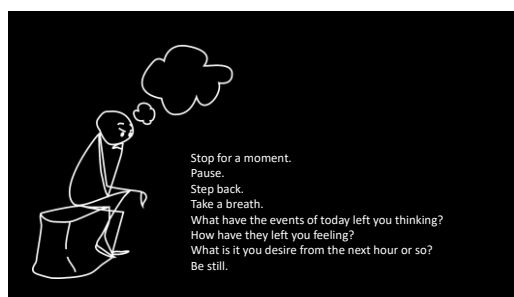 Stop for a moment.
Pause.
Step back.
Take a breath.
What have the events of today left you thinking?
How have they left you feeling?
What is it you desire from the next hour or so?
Be still.